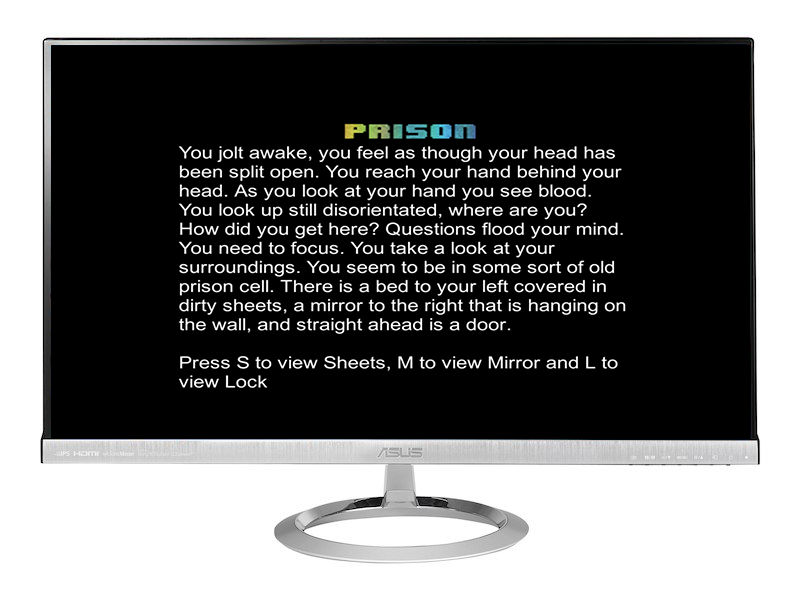 PRISON
You jolt awake, you feel as though your head has
been split open. You reach your hand behind your
head. As you look at your hand you see blood.
You look up still disorientated, where are you?
How did you get here? Questions flood your mind.
You need to focus. You take a look at your
surroundings. You seem to be in some sort of old
prison cell. There is a bed to your left covered in
dirty sheets, a mirror to the right that is hanging on
the wall, and straight ahead is a door.
Press S to view Sheets, M to view Mirror and L to
view Lock
HDMI
ASUS